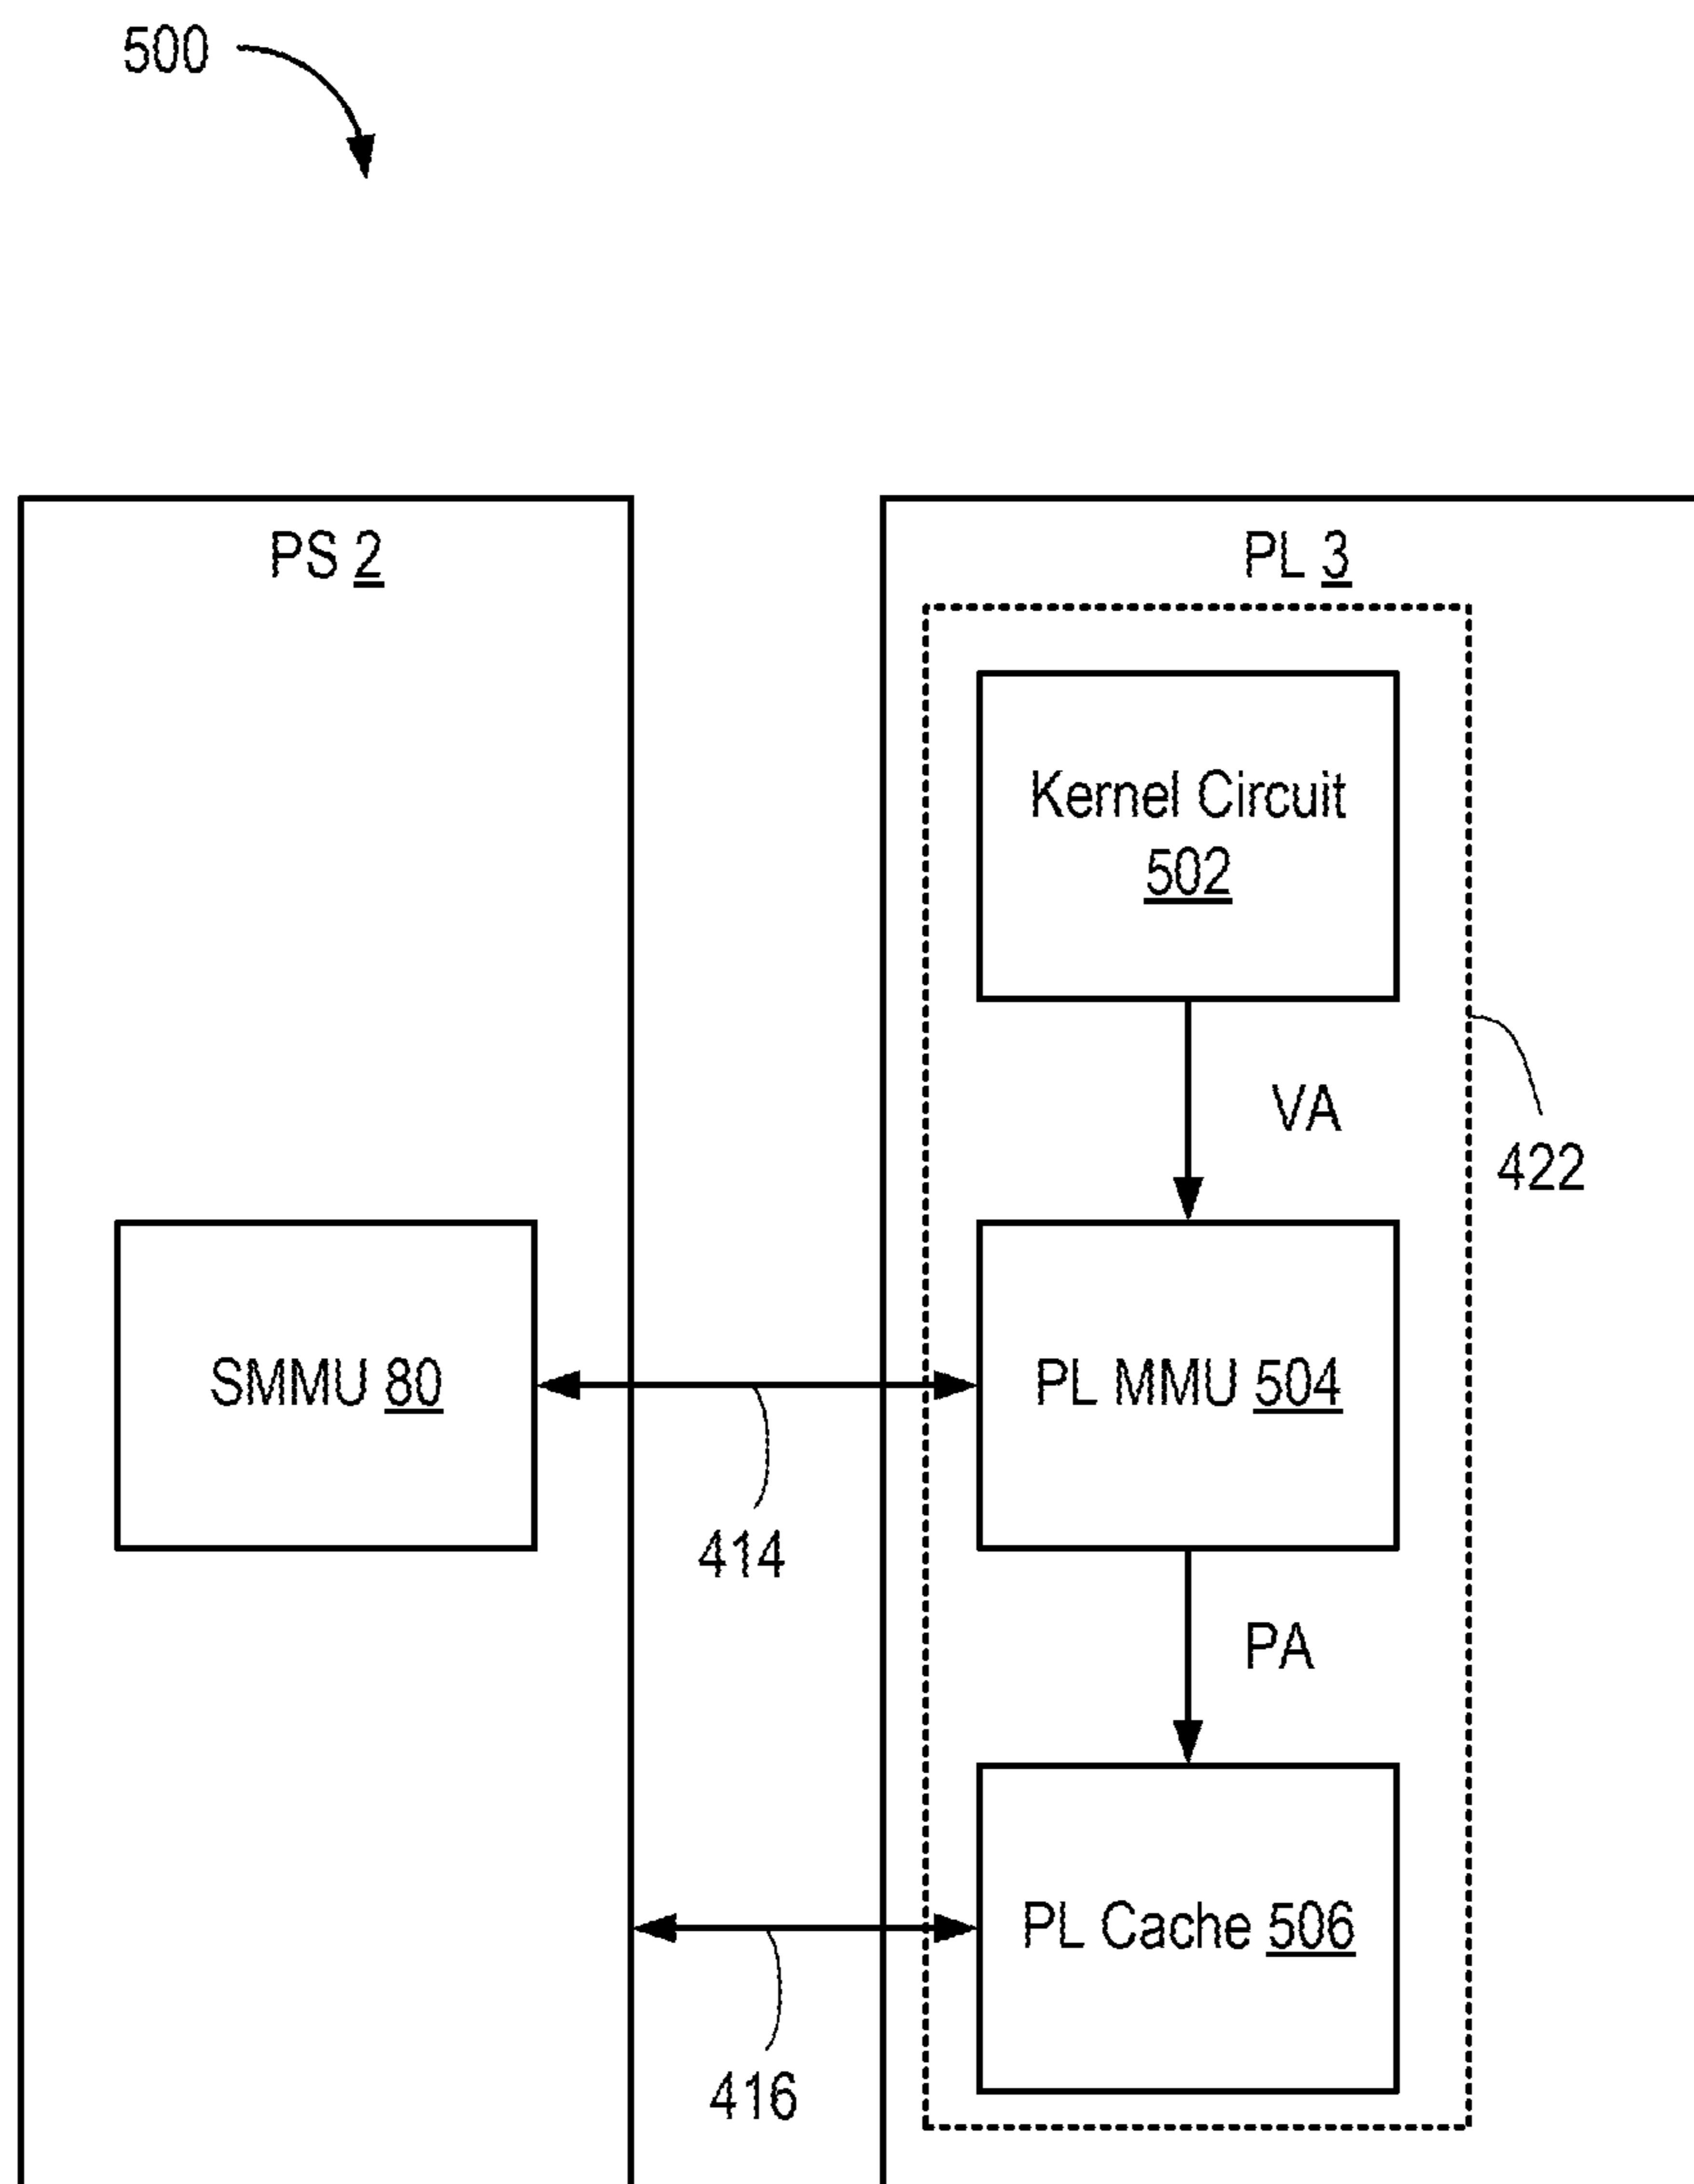 500
PS 2
PL 3
Kernel Circuit
502
VA
422
SMMU 80
PL MMU 504
414
PA
PL Cache 506
416